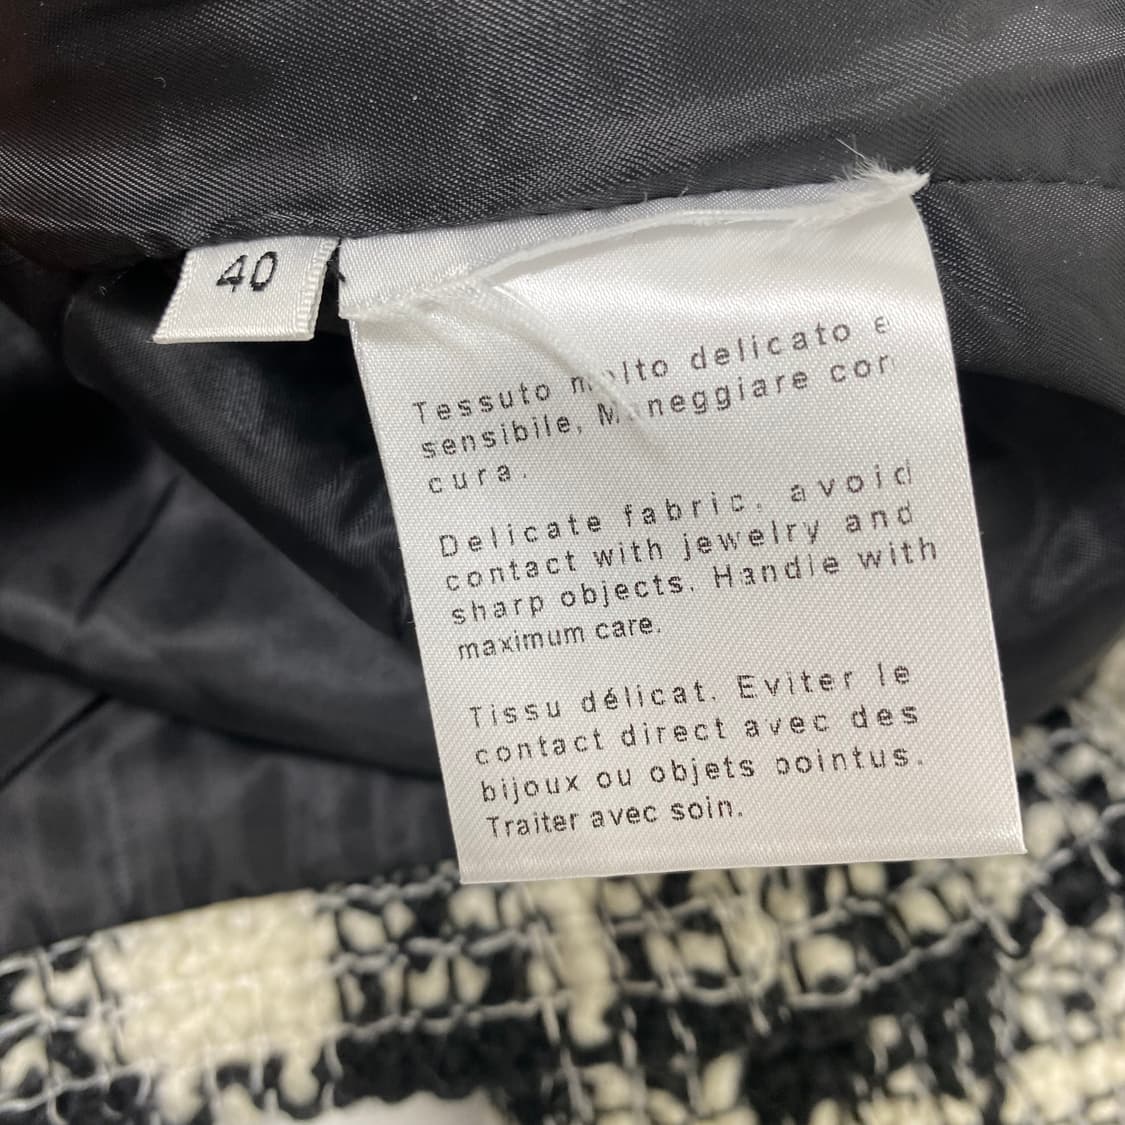 40
Tessuto molto delicato e
sensibile. Maneggiare con
cura.
Delicate fabric. avoid
contact with jewelry and
sharp objects. Handle with
maximum care.
Tissu délicat. Eviter le
contact direct avec des
bijoux ou objets pointus.
Traiter avec soin.